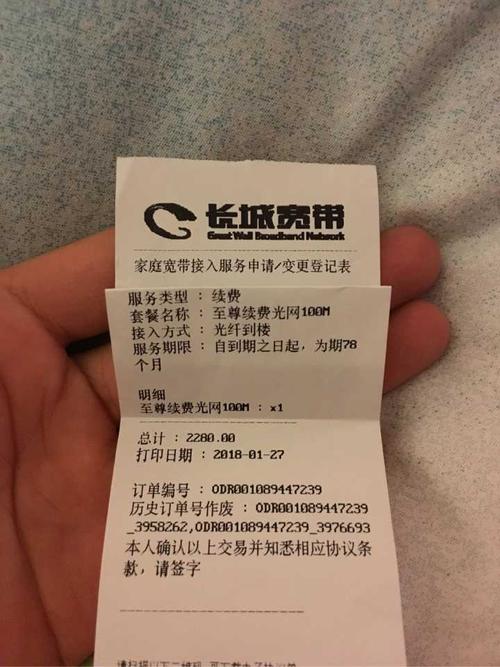 长城宽带
Great Wall Broadband Network
家庭宽带接入服务申请/变更登记表
服务类型：续费
套餐名称：至尊续费光网100M
接入方式：光纤到楼
服务期限：自到期之日起，为期78
个月
明细
至尊续费光网100M：x1
总计：2280.00
打印日期：2018-01-27
订单编号：ODR001089447239
历史订单号作废：ODR001089447239
_3958262,ODR001089447239_3976693
本人确认以上交易并知悉相应协议条
款，请签字